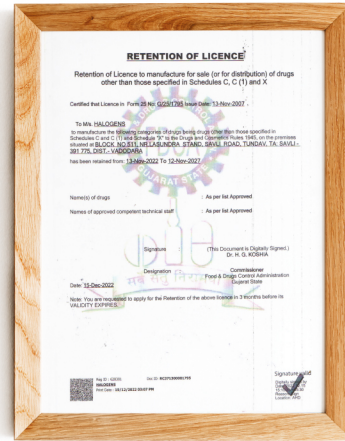 RETENTION OF LICENCE
Retention of Licence to manufacture for sale (or for distribution) of drugs
other than those specified in Schedules C, C (1) and X
Certified that Licence in Form 25 No: G/25/1795 Issue Date: 13-Nov-2007 .
To M/s. HALOGENS
to manufacture the following categories of drugs being drugs other than those specified in
Schedules C and C (1) and Schedule "X" to the Drugs and Cosmetics Rules 1945, on the premises
situated at BLOCK NO 511, NR LASUNDRA STAND, SAVLI ROAD, TUNDAV, TA: SAVLI -
391 775, DIST.- VADODARA
has been retained from: 13-Nov-2022 To 12-Nov-2027
GUJARAT STATE
Name(s) of drugs : As per list Approved
Names of approved competent technical staff : As per list Approved
Signature (This Document is Digitally Signed.)
Dr. H. G. KOSHIA
Designation Commissioner
Food & Drugs Control Administration
Gujarat State
Date: 15-Dec-2022
Note: You are requested to apply for the Retention of the above licence in 3 months before its
VALIDITY EXPIRES.
HALOGENS
Signature valid